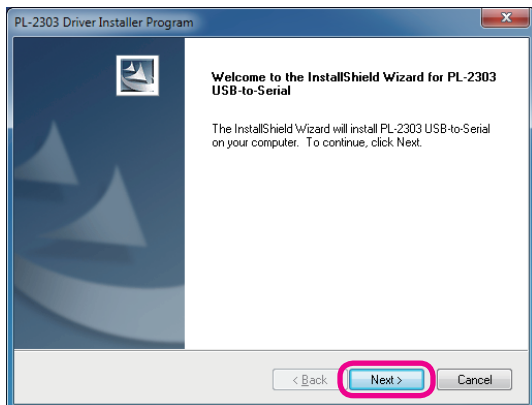 PL-2303 Driver Installer Program
Welcome to the InstallShield Wizard for PL-2303
USB-to-Serial
The InstallShield Wizard will install PL-2303 USB-to-Serial
on your computer. To continue, click Next.
< Back Next > Cancel